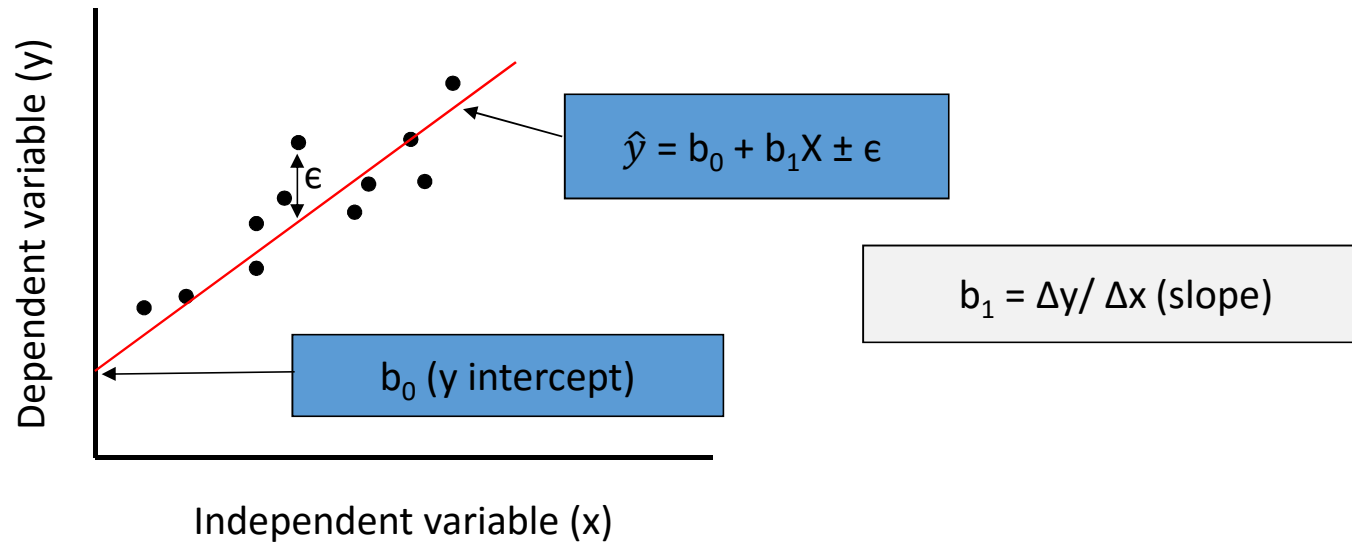 Dependent variable (y)
ŷ = b₀ + b₁X ± ϵ
ϵ
b₁ = Δy/ Δx (slope)
b₀ (y intercept)
Independent variable (x)